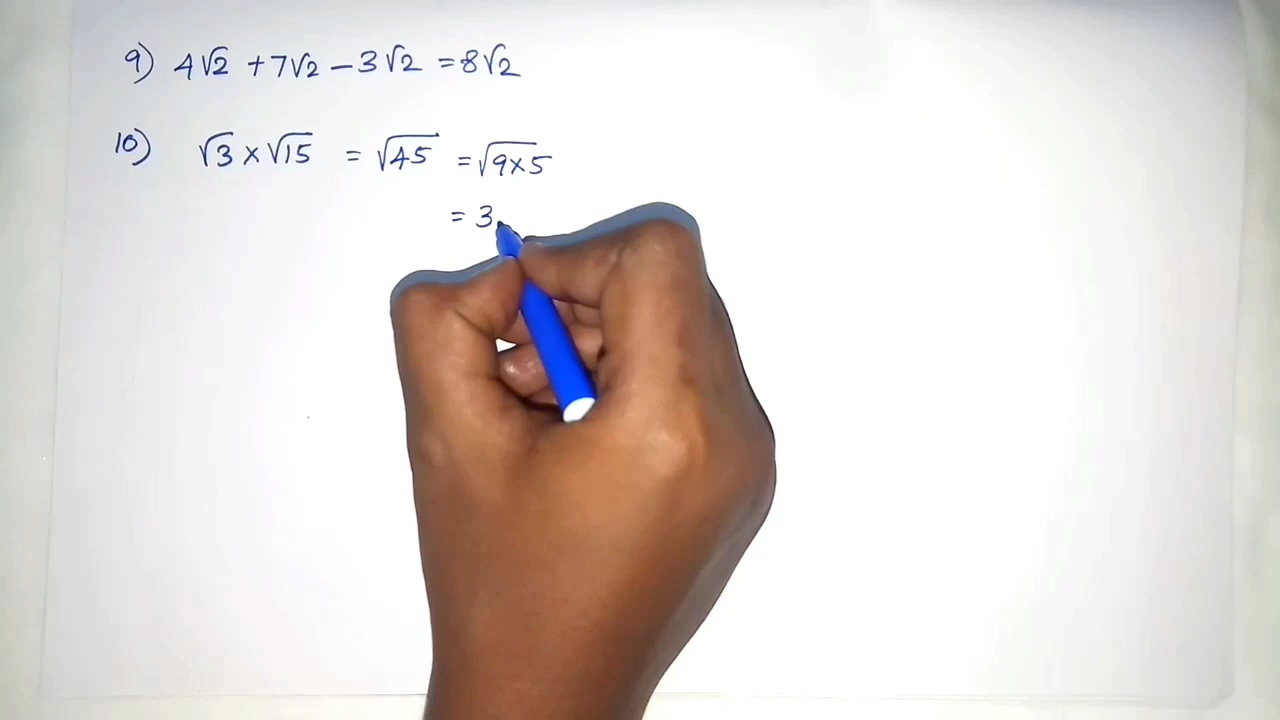 9) 4√2 + 7√2 − 3√2 = 8√2
10) √3 × √15 = √45 = √9×5
= 3